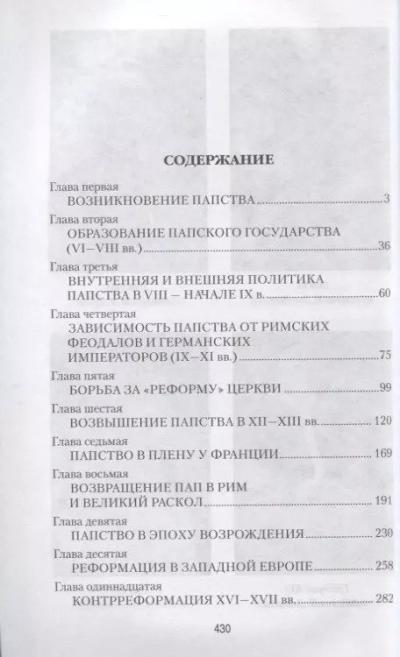 СОДЕРЖАНИЕ
Глава первая
ВОЗНИКНОВЕНИЕ ПАПСТВА 3
Глава вторая
ОБРАЗОВАНИЕ ПАПСКОГО ГОСУДАРСТВА
(VI—VIII вв.) 36
Глава третья
ВНУТРЕННЯЯ И ВНЕШНЯЯ ПОЛИТИКА
ПАПСТВА В VIII — НАЧАЛЕ IX в. 60
Глава четвертая
ЗАВИСИМОСТЬ ПАПСТВА ОТ РИМСКИХ
ФЕОДАЛОВ И ГЕРМАНСКИХ
ИМПЕРАТОРОВ (IX—XI вв.) 75
Глава пятая
БОРЬБА ЗА «РЕФОРМУ» ЦЕРКВИ 99
Глава шестая
ВОЗВЫШЕНИЕ ПАПСТВА В XII—XIII вв. 120
Глава седьмая
ПАПСТВО В ПЛЕНУ У ФРАНЦИИ 169
Глава восьмая
ВОЗВРАЩЕНИЕ ПАП В РИМ
И ВЕЛИКИЙ РАСКОЛ 191
Глава девятая
ПАПСТВО В ЭПОХУ ВОЗРОЖДЕНИЯ 230
Глава десятая
РЕФОРМАЦИЯ В ЗАПАДНОЙ ЕВРОПЕ 258
Глава одиннадцатая
КОНТРРЕФОРМАЦИЯ XVI—XVII вв. 282
430